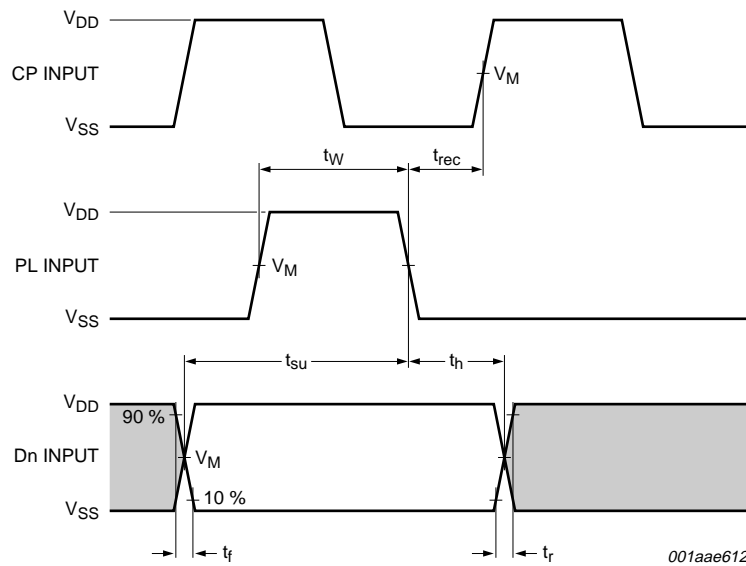 VDD
CP INPUT
VM
VSS
tW
trec
VDD
PL INPUT
VM
VSS
tsu
th
VDD
90 %
Dn INPUT
VM
10 %
VSS
tf
tr
001aae612